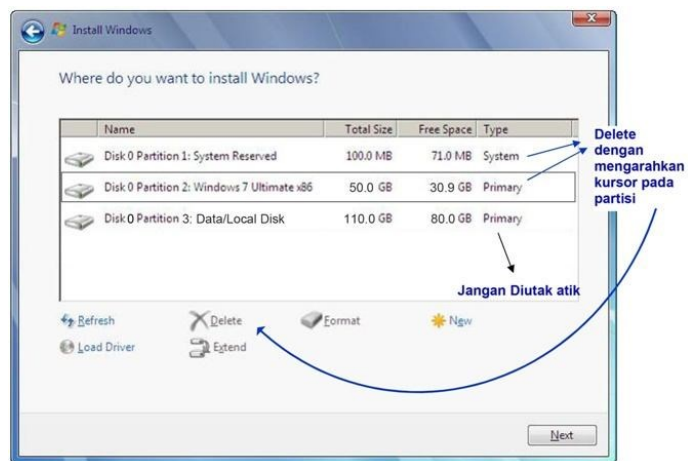 Install Windows
Where do you want to install Windows?
Name Total Size Free Space Type
Disk 0 Partition 1: System Reserved 100.0 MB 71.0 MB System
Disk 0 Partition 2: Windows 7 Ultimate x86 50.0 GB 30.9 GB Primary
Disk 0 Partition 3: Data/Local Disk 110.0 GB 80.0 GB Primary
Delete
dengan
mengarahkan
kursor pada
partisi
Jangan Diutak atik
Refresh Delete Format New
Load Driver Extend
Next